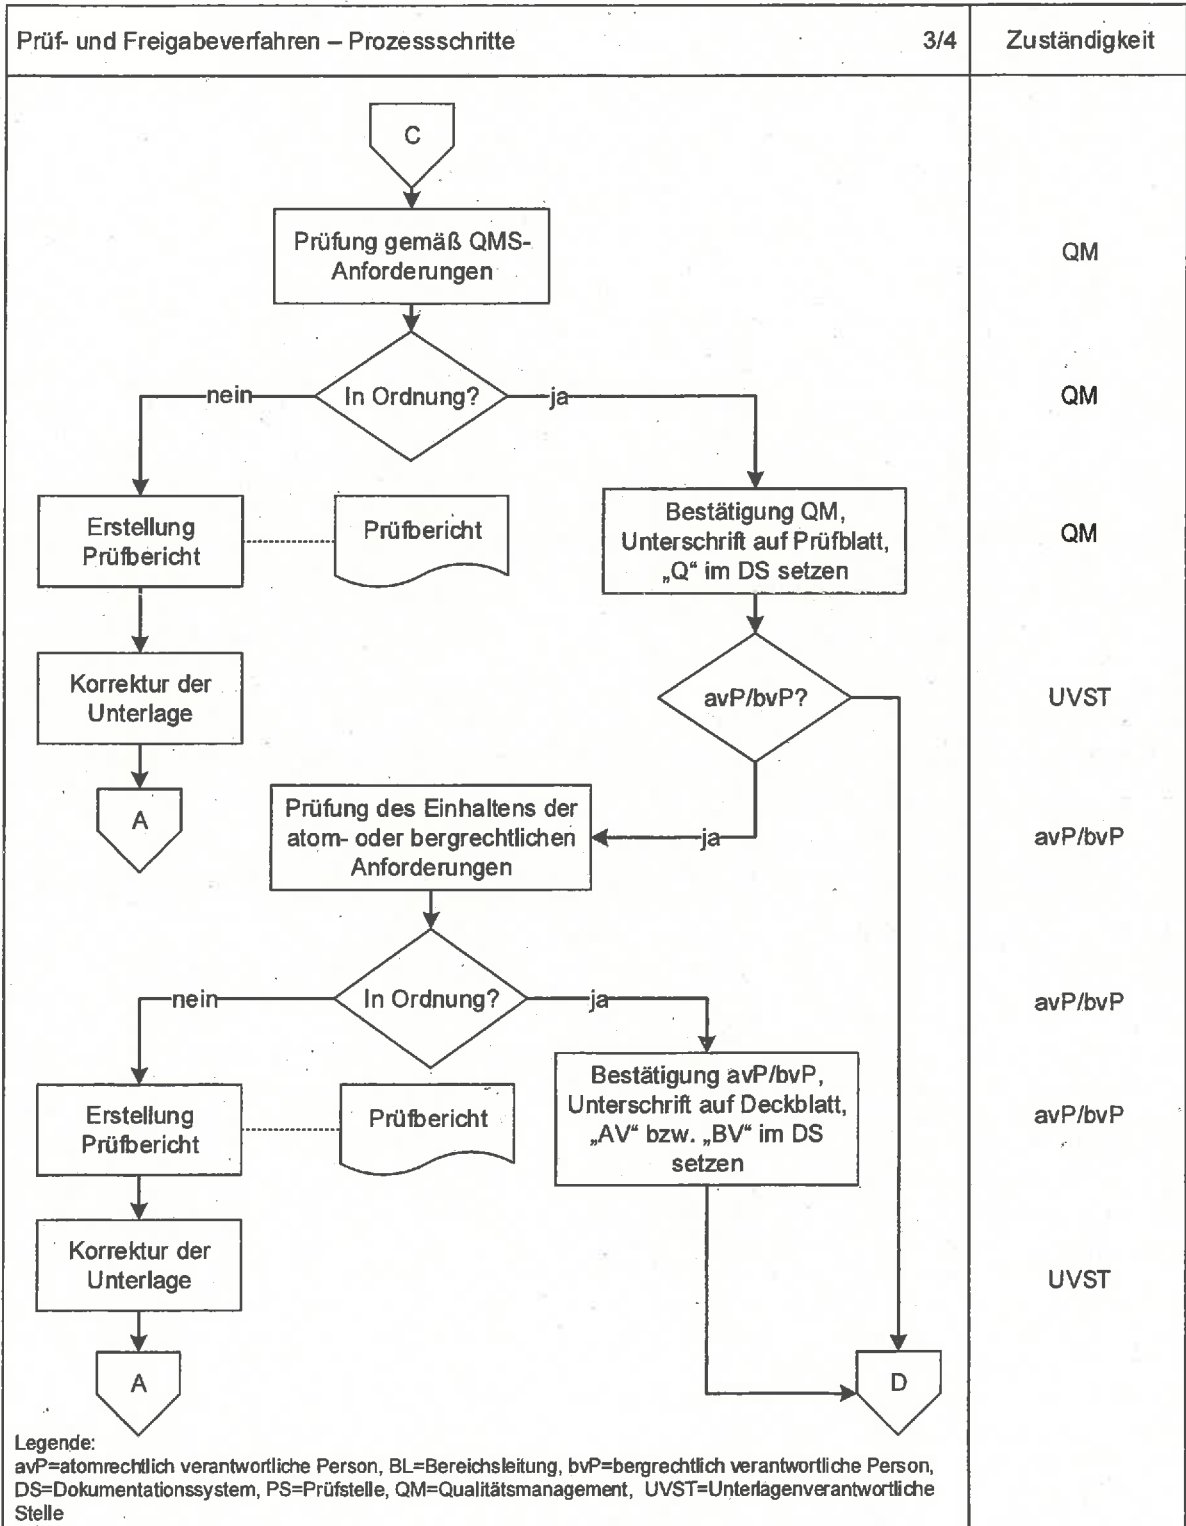 Prüf- und Freigabeverfahren – Prozessschritte 3/4 Zuständigkeit
C
Prüfung gemäß QMS-
Anforderungen
QM
In Ordnung?
nein
ja
QM
Erstellung
Prüfbericht
Prüfbericht
Bestätigung QM,
Unterschrift auf Prüfblatt,
„Q“ im DS setzen
QM
Korrektur der
Unterlage
avP/bvP?
UVST
A
Prüfung des Einhaltens der
atom- oder bergrechtlichen
Anforderungen
ja
avP/bvP
In Ordnung?
nein
ja
avP/bvP
Erstellung
Prüfbericht
Prüfbericht
Bestätigung avP/bvP,
Unterschrift auf Deckblatt,
„AV“ bzw. „BV“ im DS
setzen
avP/bvP
Korrektur der
Unterlage
UVST
A
D
Legende:
avP=atomrechtlich verantwortliche Person, BL=Bereichsleitung, bvP=bergrechtlich verantwortliche Person,
DS=Dokumentationssystem, PS=Prüfstelle, QM=Qualitätsmanagement, UVST=Unterlagenverantwortliche
Stelle